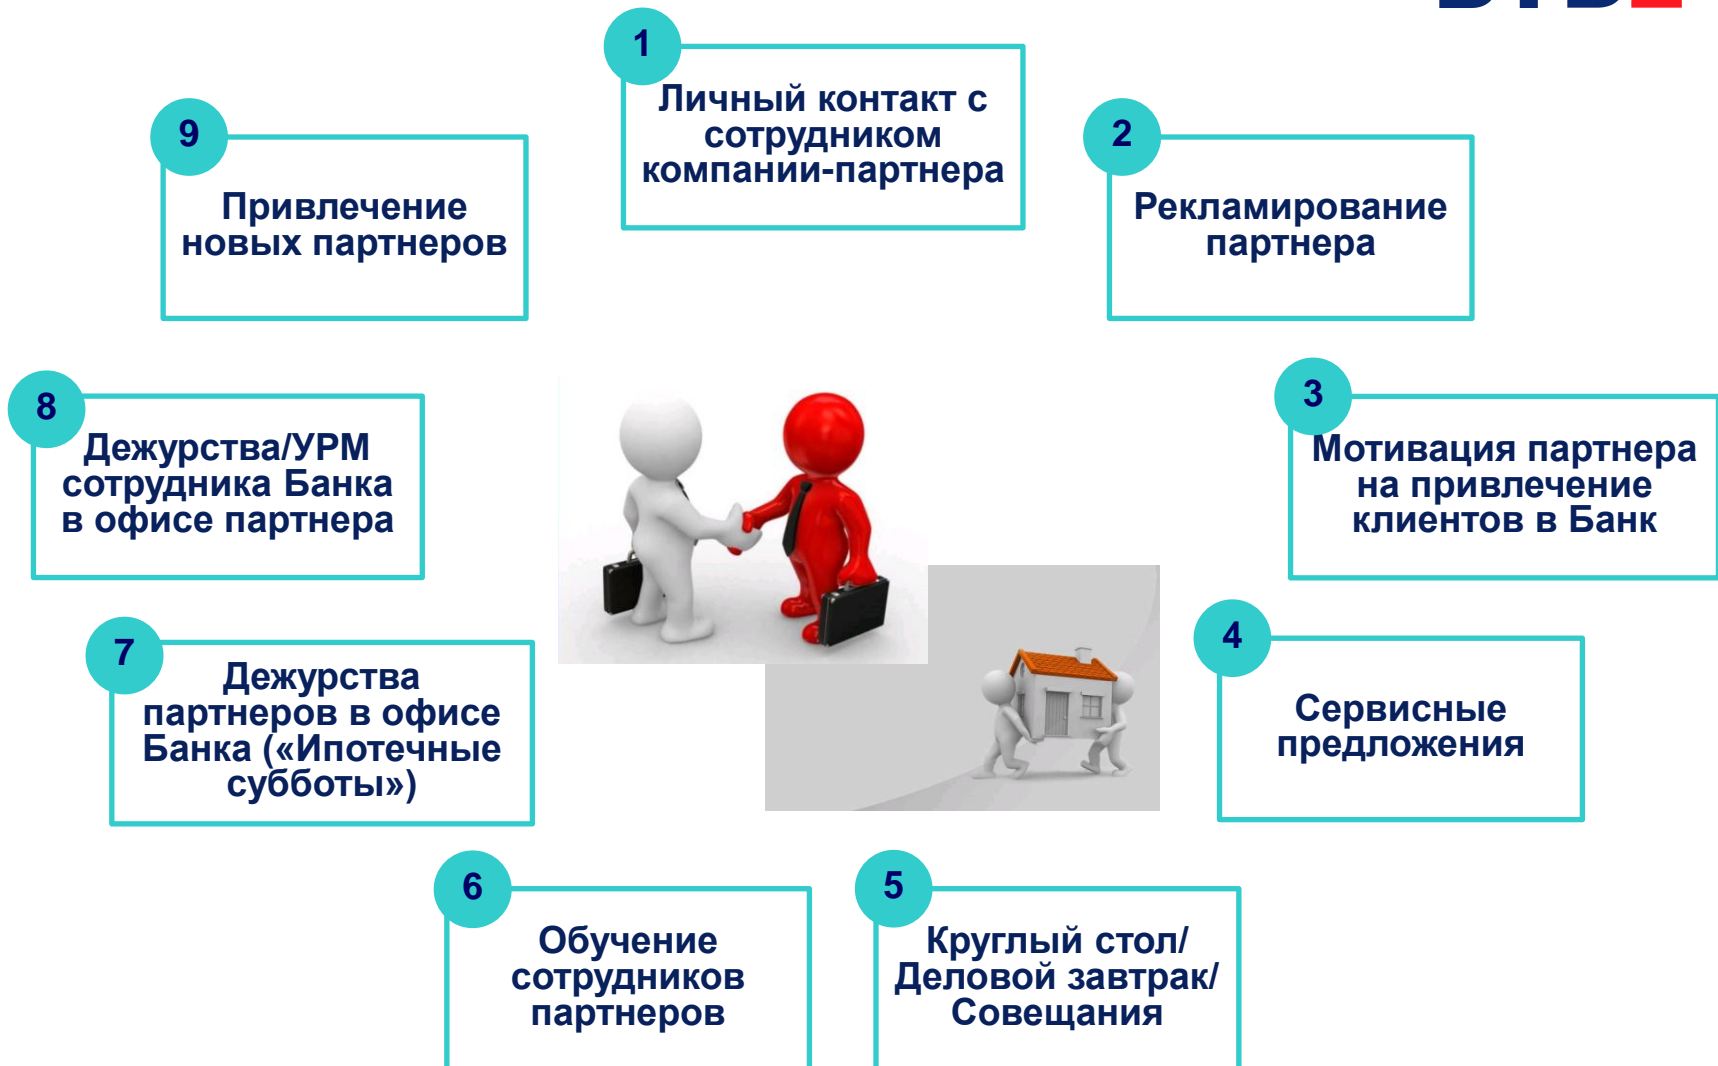 1
Личный контакт с
сотрудником
компании-партнера
2
Рекламирование
партнера
3
Мотивация партнера
на привлечение
клиентов в Банк
4
Сервисные
предложения
5
Круглый стол/
Деловой завтрак/
Совещания
6
Обучение
сотрудников
партнеров
7
Дежурства
партнеров в офисе
Банка («Ипотечные
субботы»)
8
Дежурства/УРМ
сотрудника Банка
в офисе партнера
9
Привлечение
новых партнеров